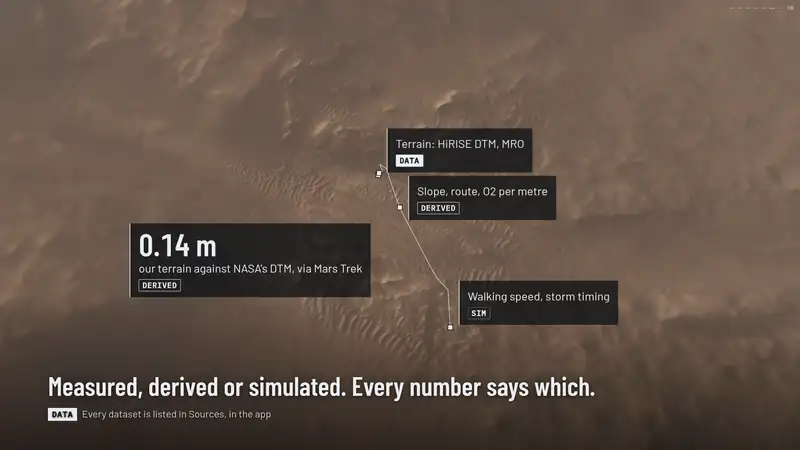 Terrain: HiRISE DTM, MRO
DATA
Slope, route, O2 per metre
DERIVED
0.14 m
our terrain against NASA's DTM, via Mars Trek
DERIVED
Walking speed, storm timing
SIM
Measured, derived or simulated. Every number says which.
DATA Every dataset is listed in Sources, in the app